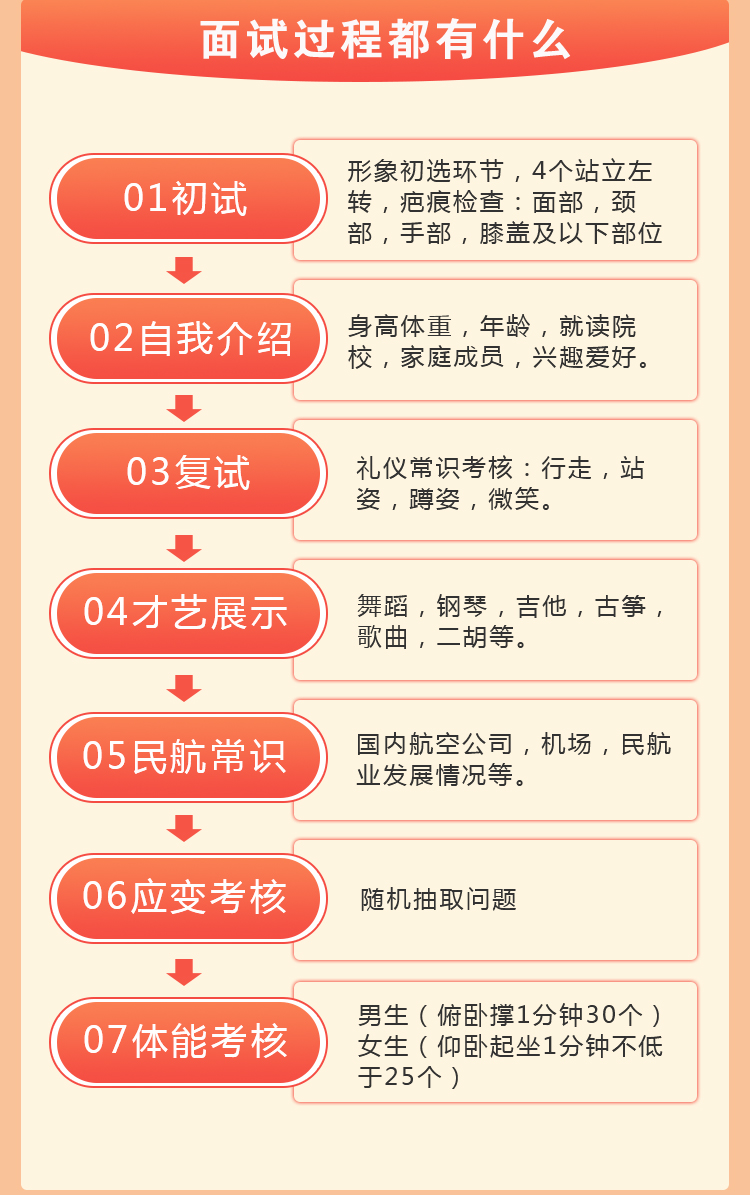 面试过程都有什么
01初试
形象初选环节，4个站立左
转，疤痕检查：面部，颈
部，手部，膝盖及以下部位
02自我介绍
身高体重，年龄，就读院
校，家庭成员，兴趣爱好。
03复试
礼仪常识考核：行走，站
姿，蹲姿，微笑。
04才艺展示
舞蹈，钢琴，吉他，古筝，
歌曲，二胡等。
05民航常识
国内航空公司，机场，民航
业发展情况等。
06应变考核
随机抽取问题
07体能考核
男生（俯卧撑1分钟30个）
女生（仰卧起坐1分钟不低
于25个）